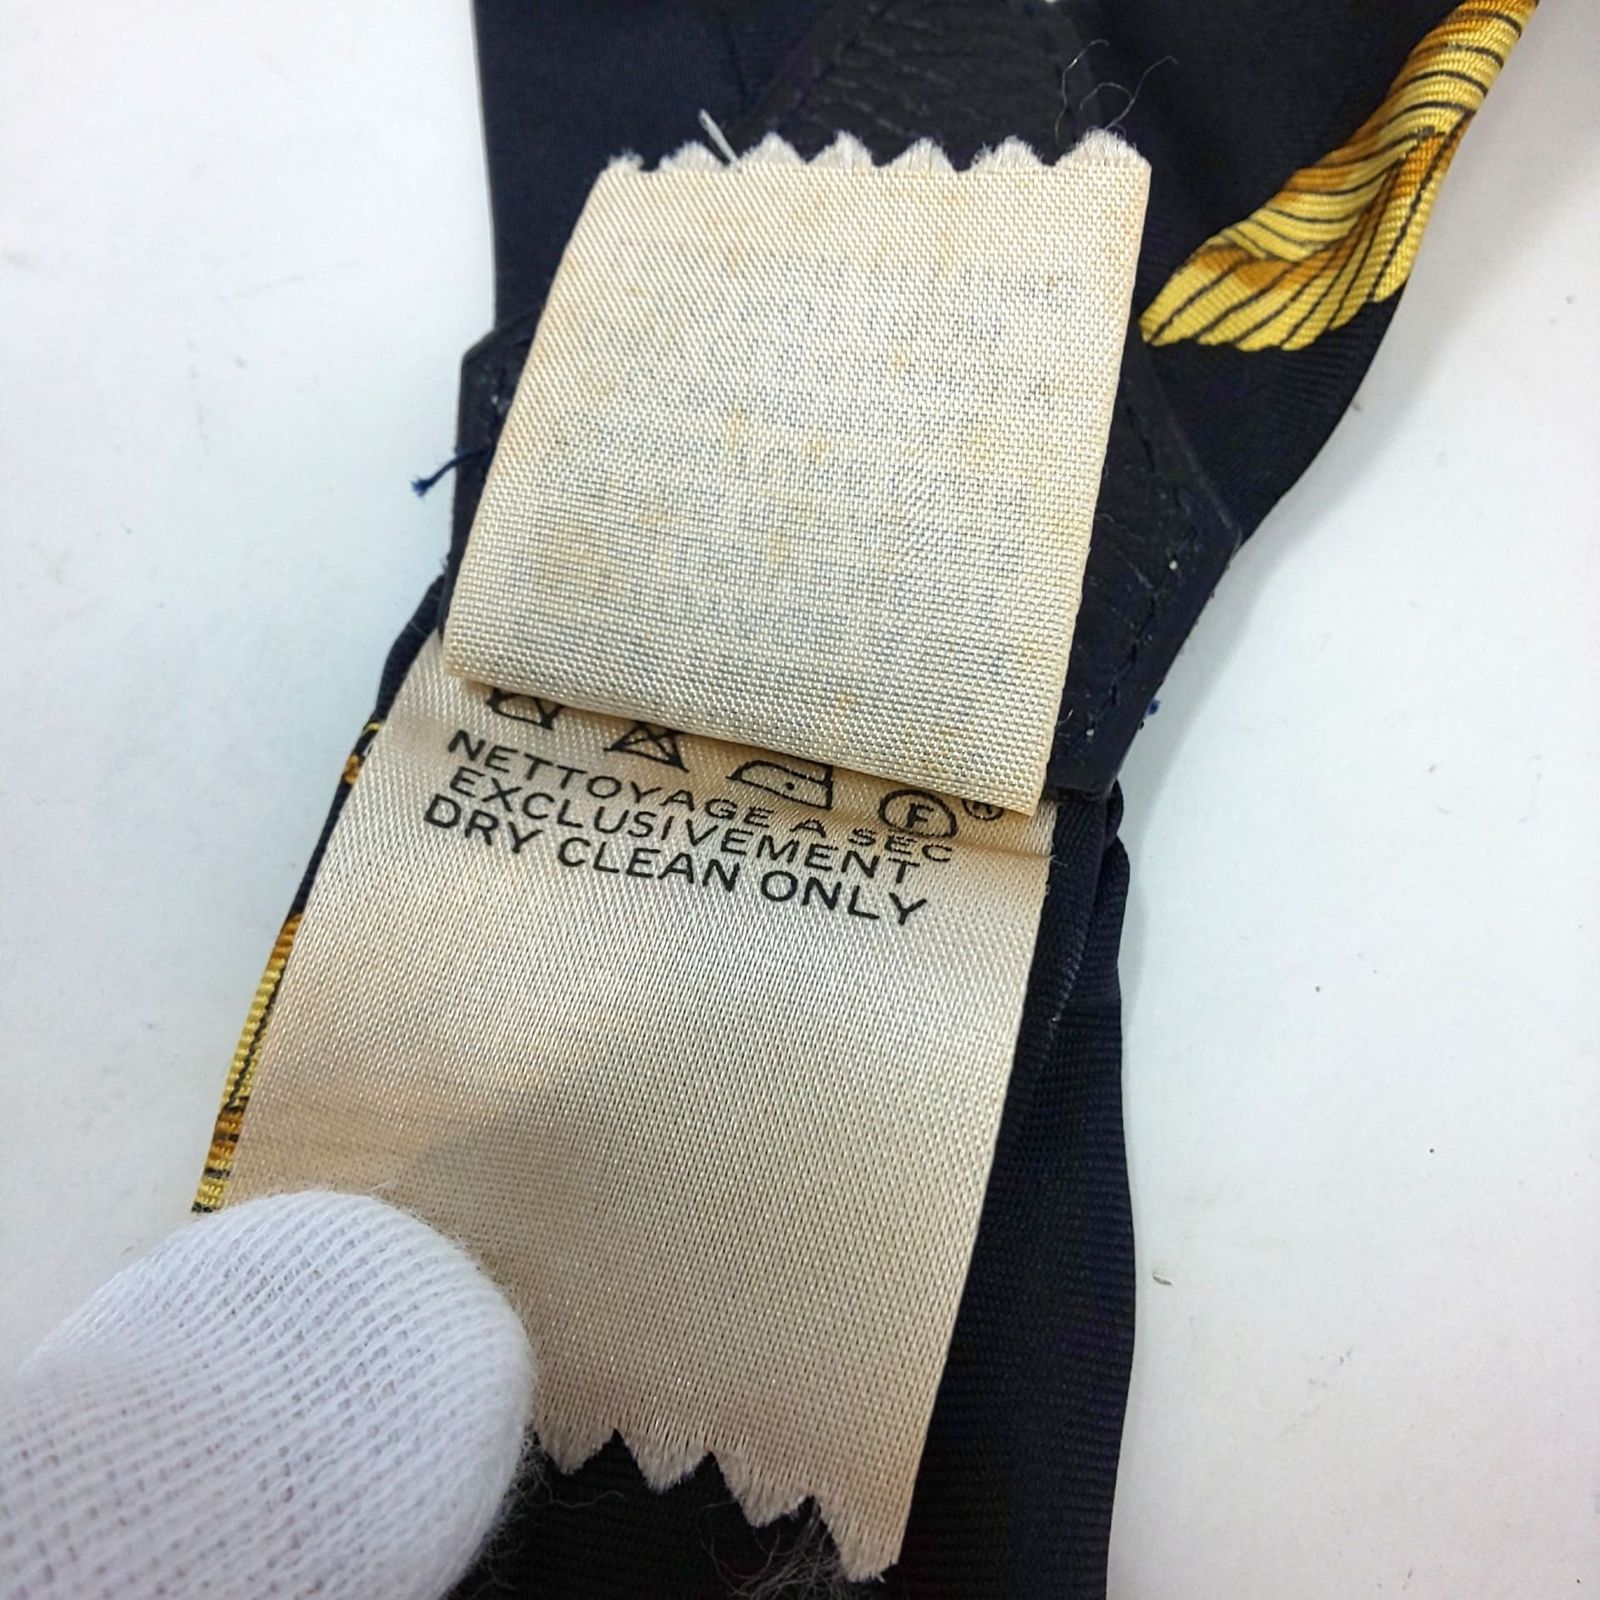 F ®
NETTOYAGE A SEC
EXCLUSIVEMENT
DRY CLEAN ONLY